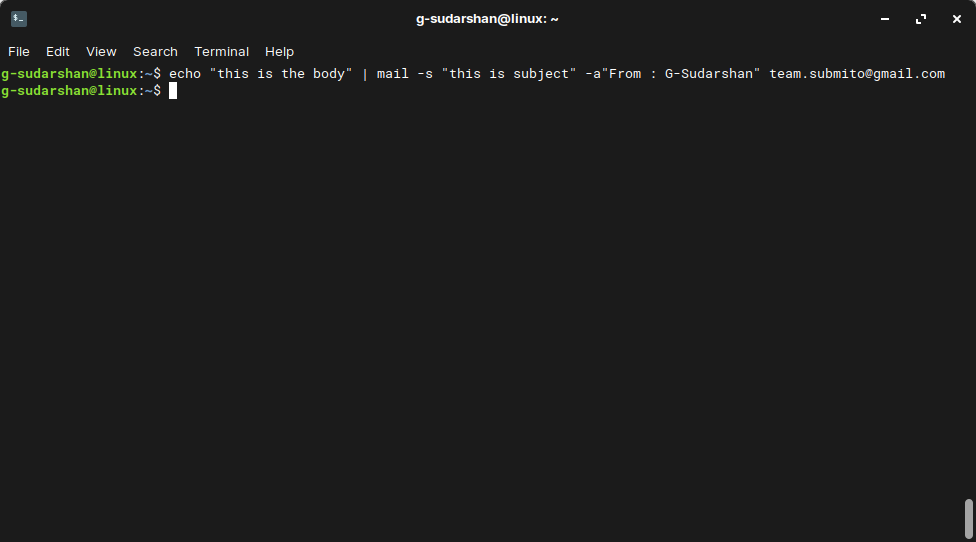 g-sudarshan@linux: ~
File Edit View Search Terminal Help
g-sudarshan@linux:~$ echo "this is the body" | mail -s "this is subject" -a"From : G-Sudarshan" team.submito@gmail.com
g-sudarshan@linux:~$